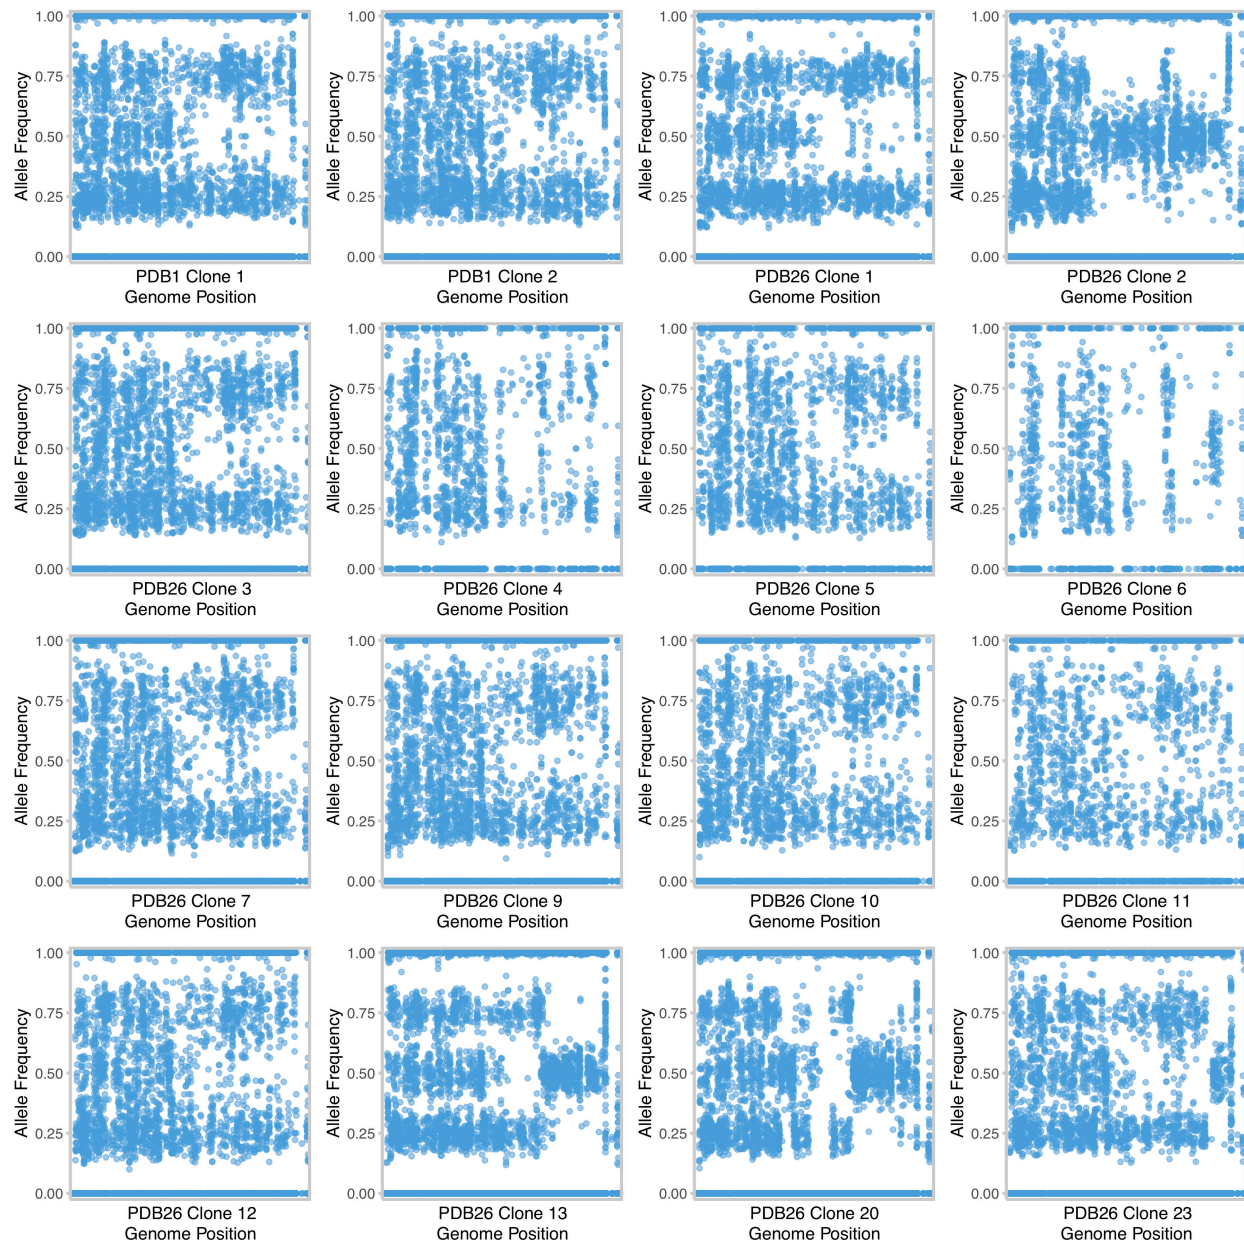 1.00
0.75
0.50
0.25
0.00
Allele Frequency
PDB1 Clone 1
Genome Position
1.00
0.75
0.50
0.25
0.00
Allele Frequency
PDB1 Clone 2
Genome Position
1.00
0.75
0.50
0.25
0.00
Allele Frequency
PDB26 Clone 1
Genome Position
1.00
0.75
0.50
0.25
0.00
Allele Frequency
PDB26 Clone 2
Genome Position
1.00
0.75
0.50
0.25
0.00
Allele Frequency
PDB26 Clone 3
Genome Position
1.00
0.75
0.50
0.25
0.00
Allele Frequency
PDB26 Clone 4
Genome Position
1.00
0.75
0.50
0.25
0.00
Allele Frequency
PDB26 Clone 5
Genome Position
1.00
0.75
0.50
0.25
0.00
Allele Frequency
PDB26 Clone 6
Genome Position
1.00
0.75
0.50
0.25
0.00
Allele Frequency
PDB26 Clone 7
Genome Position
1.00
0.75
0.50
0.25
0.00
Allele Frequency
PDB26 Clone 9
Genome Position
1.00
0.75
0.50
0.25
0.00
Allele Frequency
PDB26 Clone 10
Genome Position
1.00
0.75
0.50
0.25
0.00
Allele Frequency
PDB26 Clone 11
Genome Position
1.00
0.75
0.50
0.25
0.00
Allele Frequency
PDB26 Clone 12
Genome Position
1.00
0.75
0.50
0.25
0.00
Allele Frequency
PDB26 Clone 13
Genome Position
1.00
0.75
0.50
0.25
0.00
Allele Frequency
PDB26 Clone 20
Genome Position
1.00
0.75
0.50
0.25
0.00
Allele Frequency
PDB26 Clone 23
Genome Position